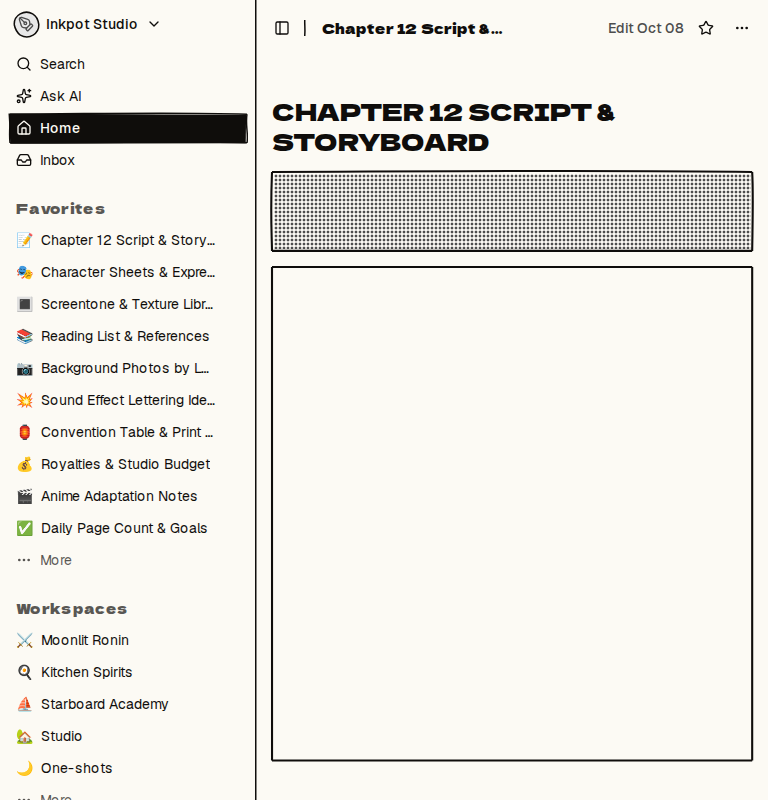 Inkpot Studio
Search
Ask AI
Home
Inbox
Favorites
Chapter 12 Script & Story…
Character Sheets & Expre…
Screentone & Texture Libr…
Reading List & References
Background Photos by L…
Sound Effect Lettering Ide…
Convention Table & Print …
Royalties & Studio Budget
Anime Adaptation Notes
Daily Page Count & Goals
More
Workspaces
Moonlit Ronin
Kitchen Spirits
Starboard Academy
Studio
One-shots
More
Chapter 12 Script &…
Edit Oct 08
CHAPTER 12 SCRIPT &
STORYBOARD